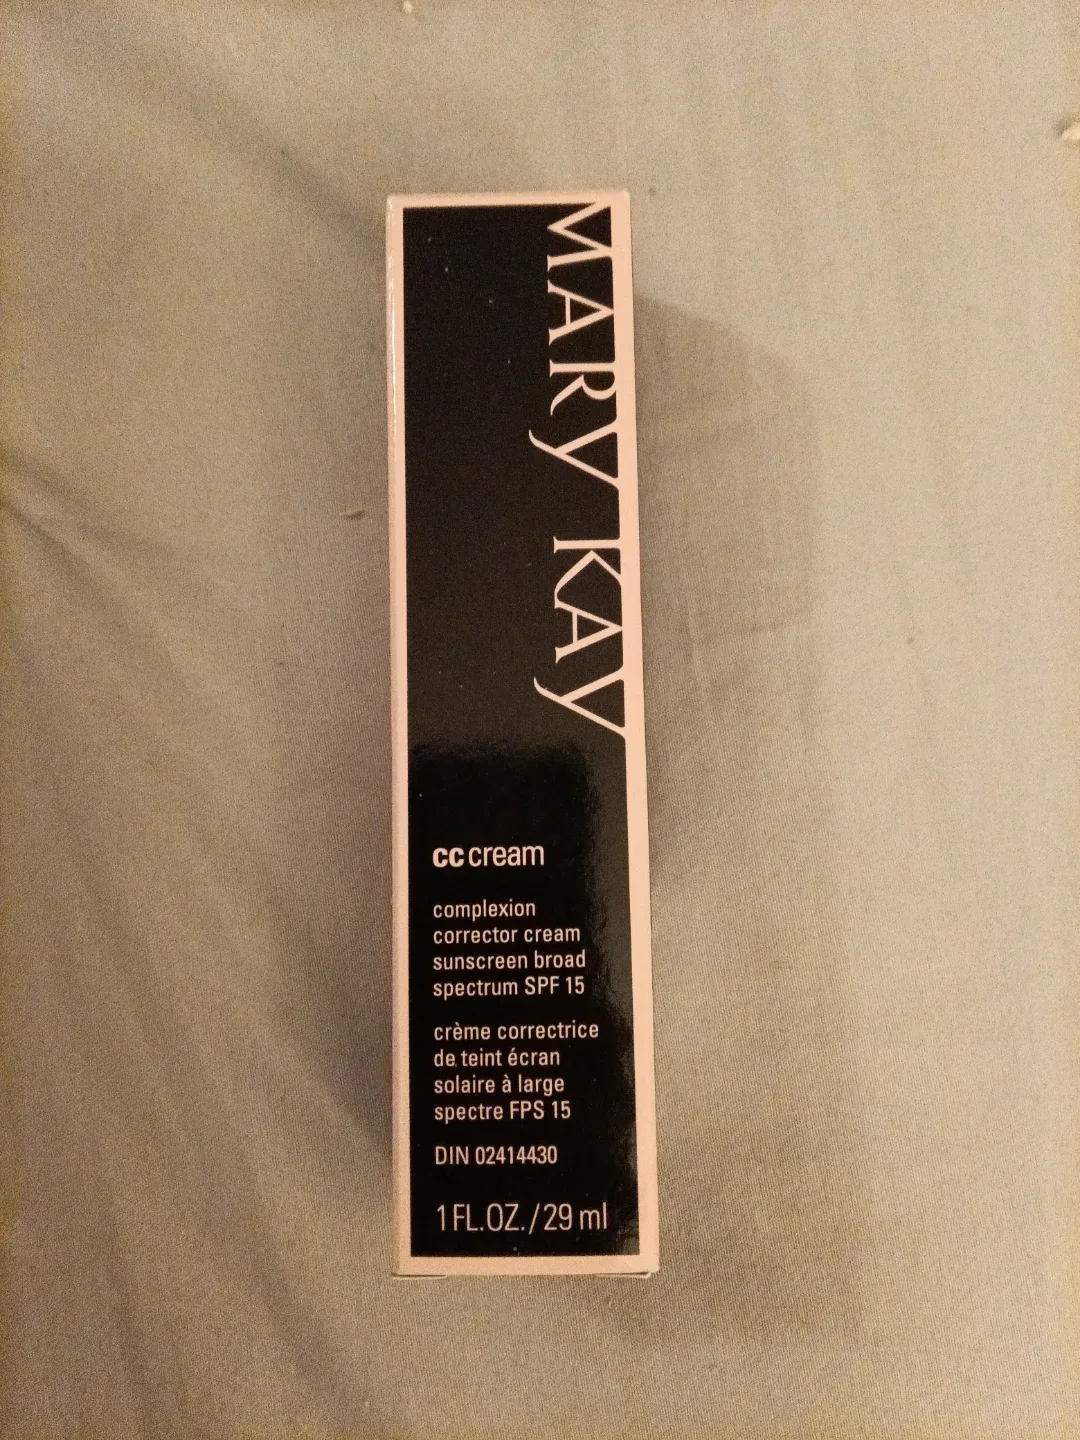 MARY KAY
cc cream
complexion
corrector cream
sunscreen broad
spectrum SPF 15
crème correctrice
de teint écran
solaire à large
spectre FPS 15
DIN 02414430
1 FL.OZ./29 ml